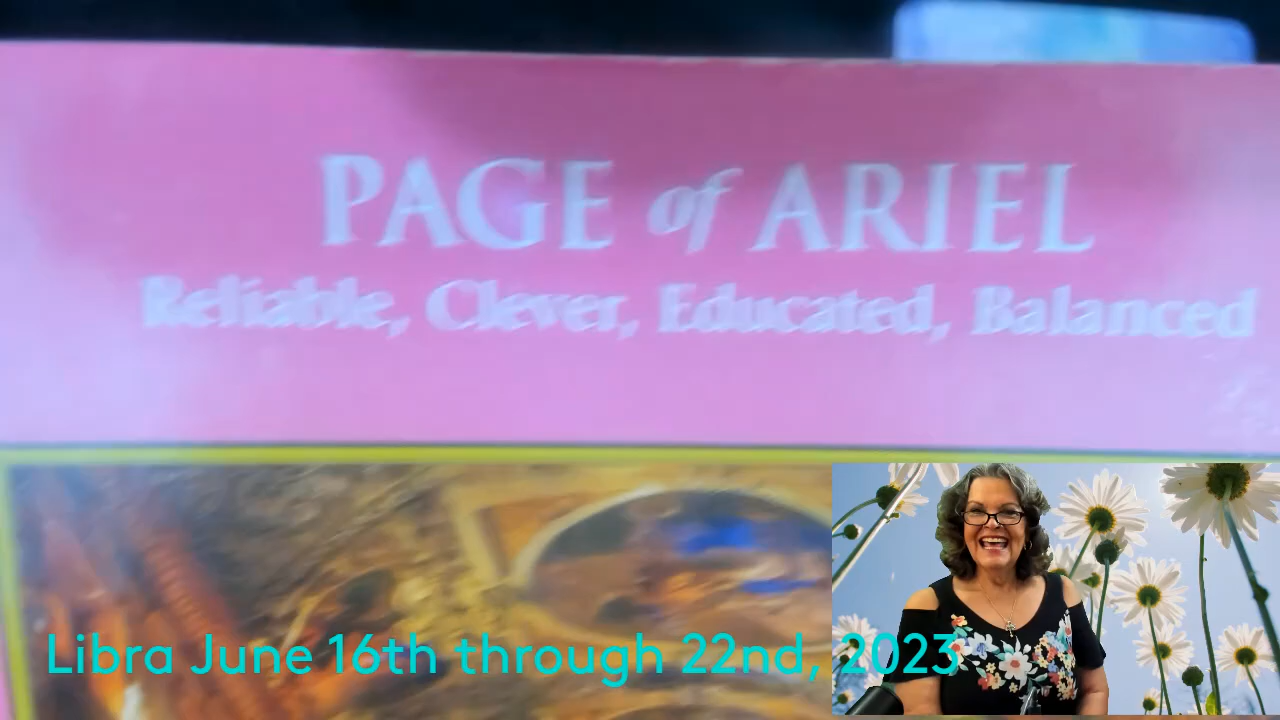 PAGE of ARIEL
Reliable, Clever, Educated, Balanced
Libra June 16th through 22nd, 2023